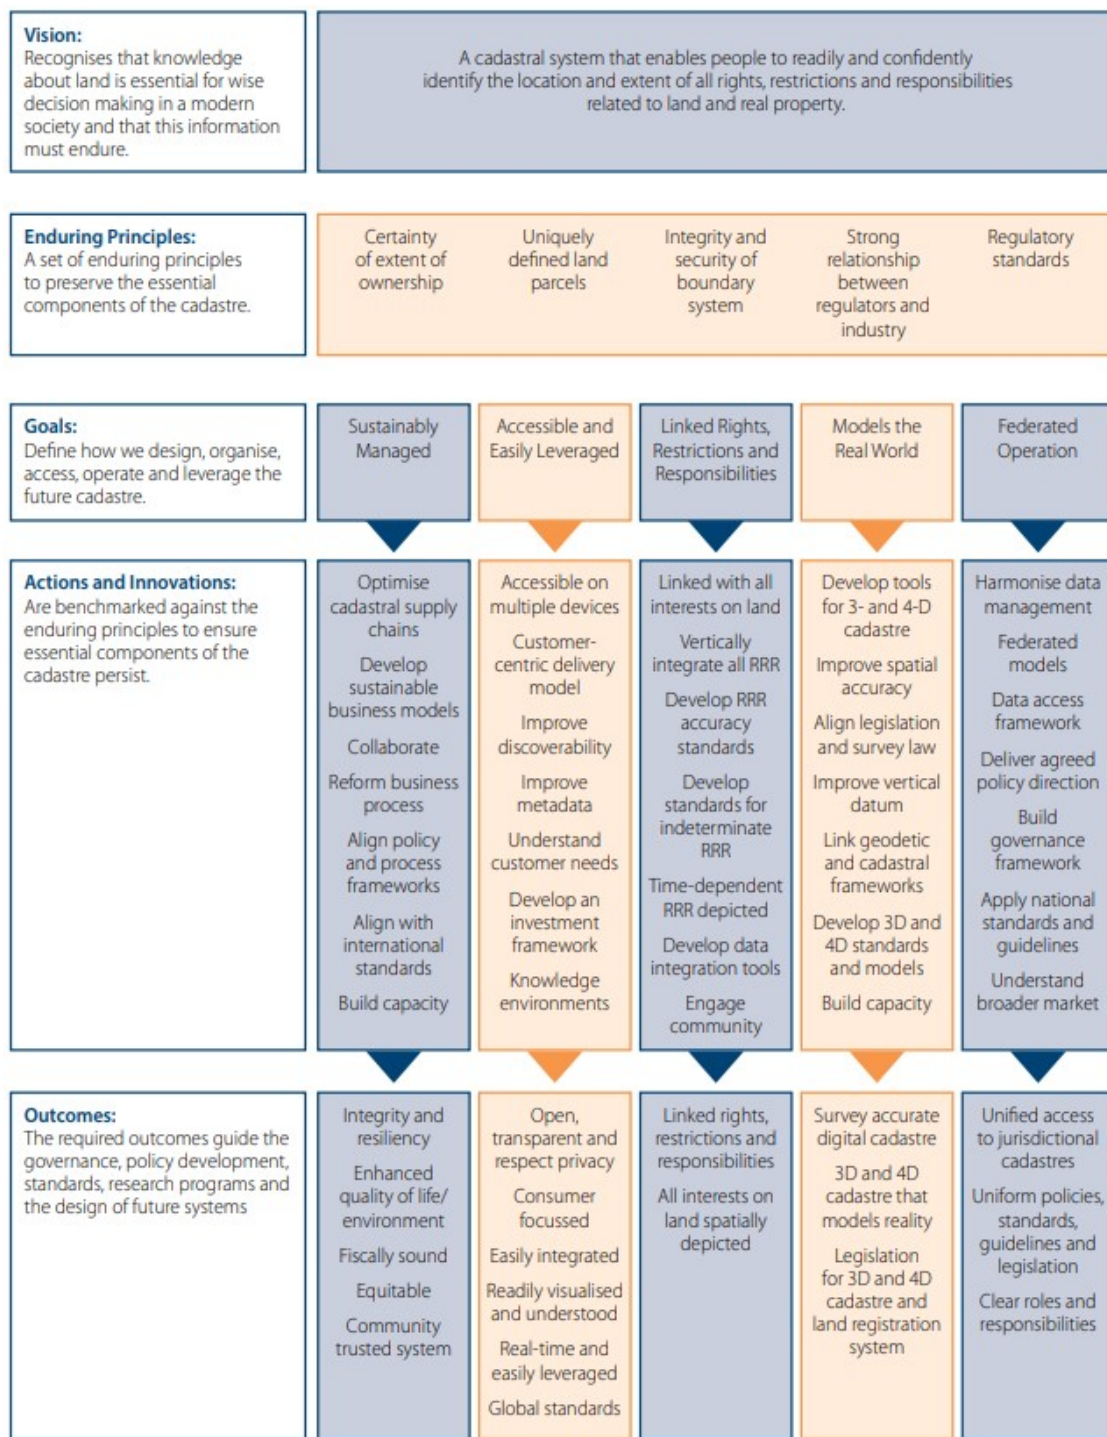 Vision:
Recognises that knowledge
about land is essential for wise
decision making in a modern
society and that this information
must endure.
A cadastral system that enables people to readily and confidently
identify the location and extent of all rights, restrictions and responsibilities
related to land and real property.
Enduring Principles:
A set of enduring principles
to preserve the essential
components of the cadastre.
Certainty
of extent of
ownership
Uniquely
defined land
parcels
Integrity and
security of
boundary
system
Strong
relationship
between
regulators and
industry
Regulatory
standards
Goals:
Define how we design, organise,
access, operate and leverage the
future cadastre.
Sustainably
Managed
Accessible and
Easily Leveraged
Linked Rights,
Restrictions and
Responsibilities
Models the
Real World
Federated
Operation
Actions and Innovations:
Are benchmarked against the
enduring principles to ensure
essential components of the
cadastre persist.
Optimise
cadastral supply
chains
Develop
sustainable
business models
Collaborate
Reform business
process
Align policy
and process
frameworks
Align with
international
standards
Build capacity
Accessible on
multiple devices
Customer-
centric delivery
model
Improve
discoverability
Improve
metadata
Understand
customer needs
Develop an
investment
framework
Knowledge
environments
Linked with all
interests on land
Vertically
integrate all RRR
Develop RRR
accuracy
standards
Develop
standards for
indeterminate
RRR
Time-dependent
RRR depicted
Develop data
integration tools
Engage
community
Develop tools
for 3- and 4-D
cadastre
Improve spatial
accuracy
Align legislation
and survey law
Improve vertical
datum
Link geodetic
and cadastral
frameworks
Develop 3D and
4D standards
and models
Build capacity
Harmonise data
management
Federated
models
Data access
framework
Deliver agreed
policy direction
Build
governance
framework
Apply national
standards and
guidelines
Understand
broader market
Outcomes:
The required outcomes guide the
governance, policy development,
standards, research programs and
the design of future systems
Integrity and
resiliency
Enhanced
quality of life/
environment
Fiscally sound
Equitable
Community
trusted system
Open,
transparent and
respect privacy
Consumer
focussed
Easily integrated
Readily visualised
and understood
Real-time and
easily leveraged
Global standards
Linked rights,
restrictions and
responsibilities
All interests on
land spatially
depicted
Survey accurate
digital cadastre
3D and 4D
cadastre that
models reality
Legislation
for 3D and 4D
cadastre and
land registration
system
Unified access
to jurisdictional
cadastres
Uniform policies,
standards,
guidelines and
legislation
Clear roles and
responsibilities